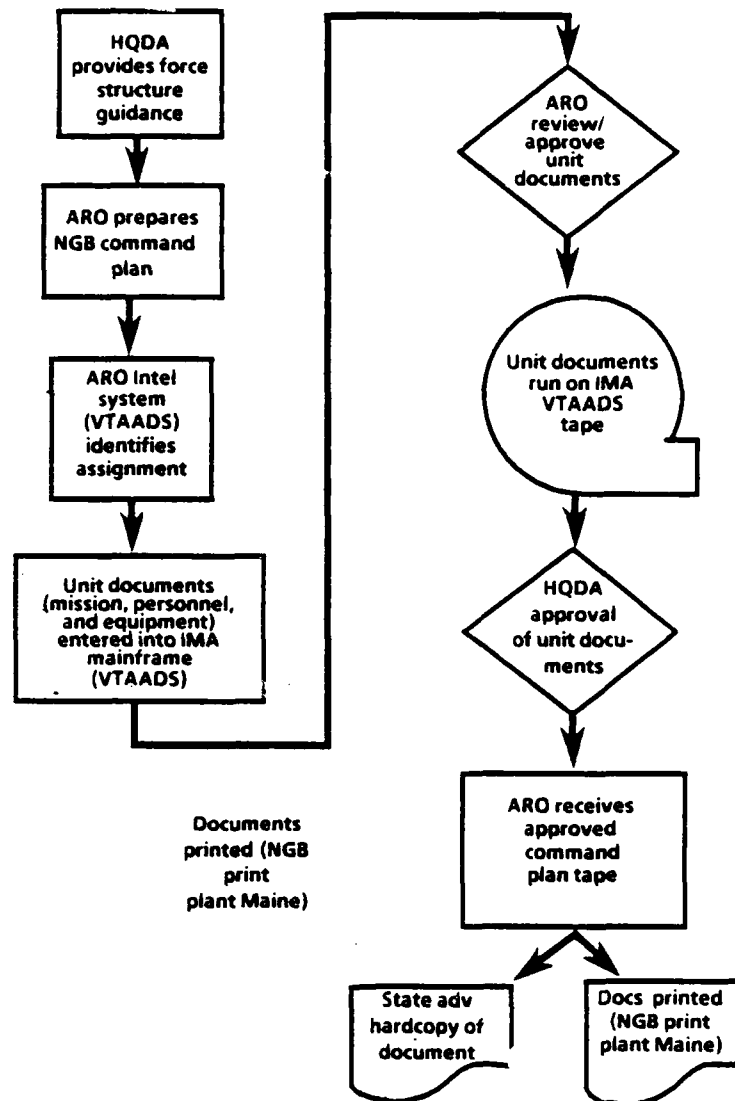 HQDA
provides force
structure
guidance
ARO prepares
NGB command
plan
ARO Intel
system
(VTAADS)
identifies
assignment
Unit documents
(mission, personnel,
and equipment)
entered into IMA
mainframe
(VTAADS)
ARO
review/
approve
unit
documents
Unit documents
run on IMA
VTAADS
tape
HQDA
approval
of unit docu-
ments
ARO receives
approved
command
plan tape
Documents
printed (NGB
print
plant Maine)
State adv
hardcopy of
document
Docs printed
(NGB print
plant Maine)